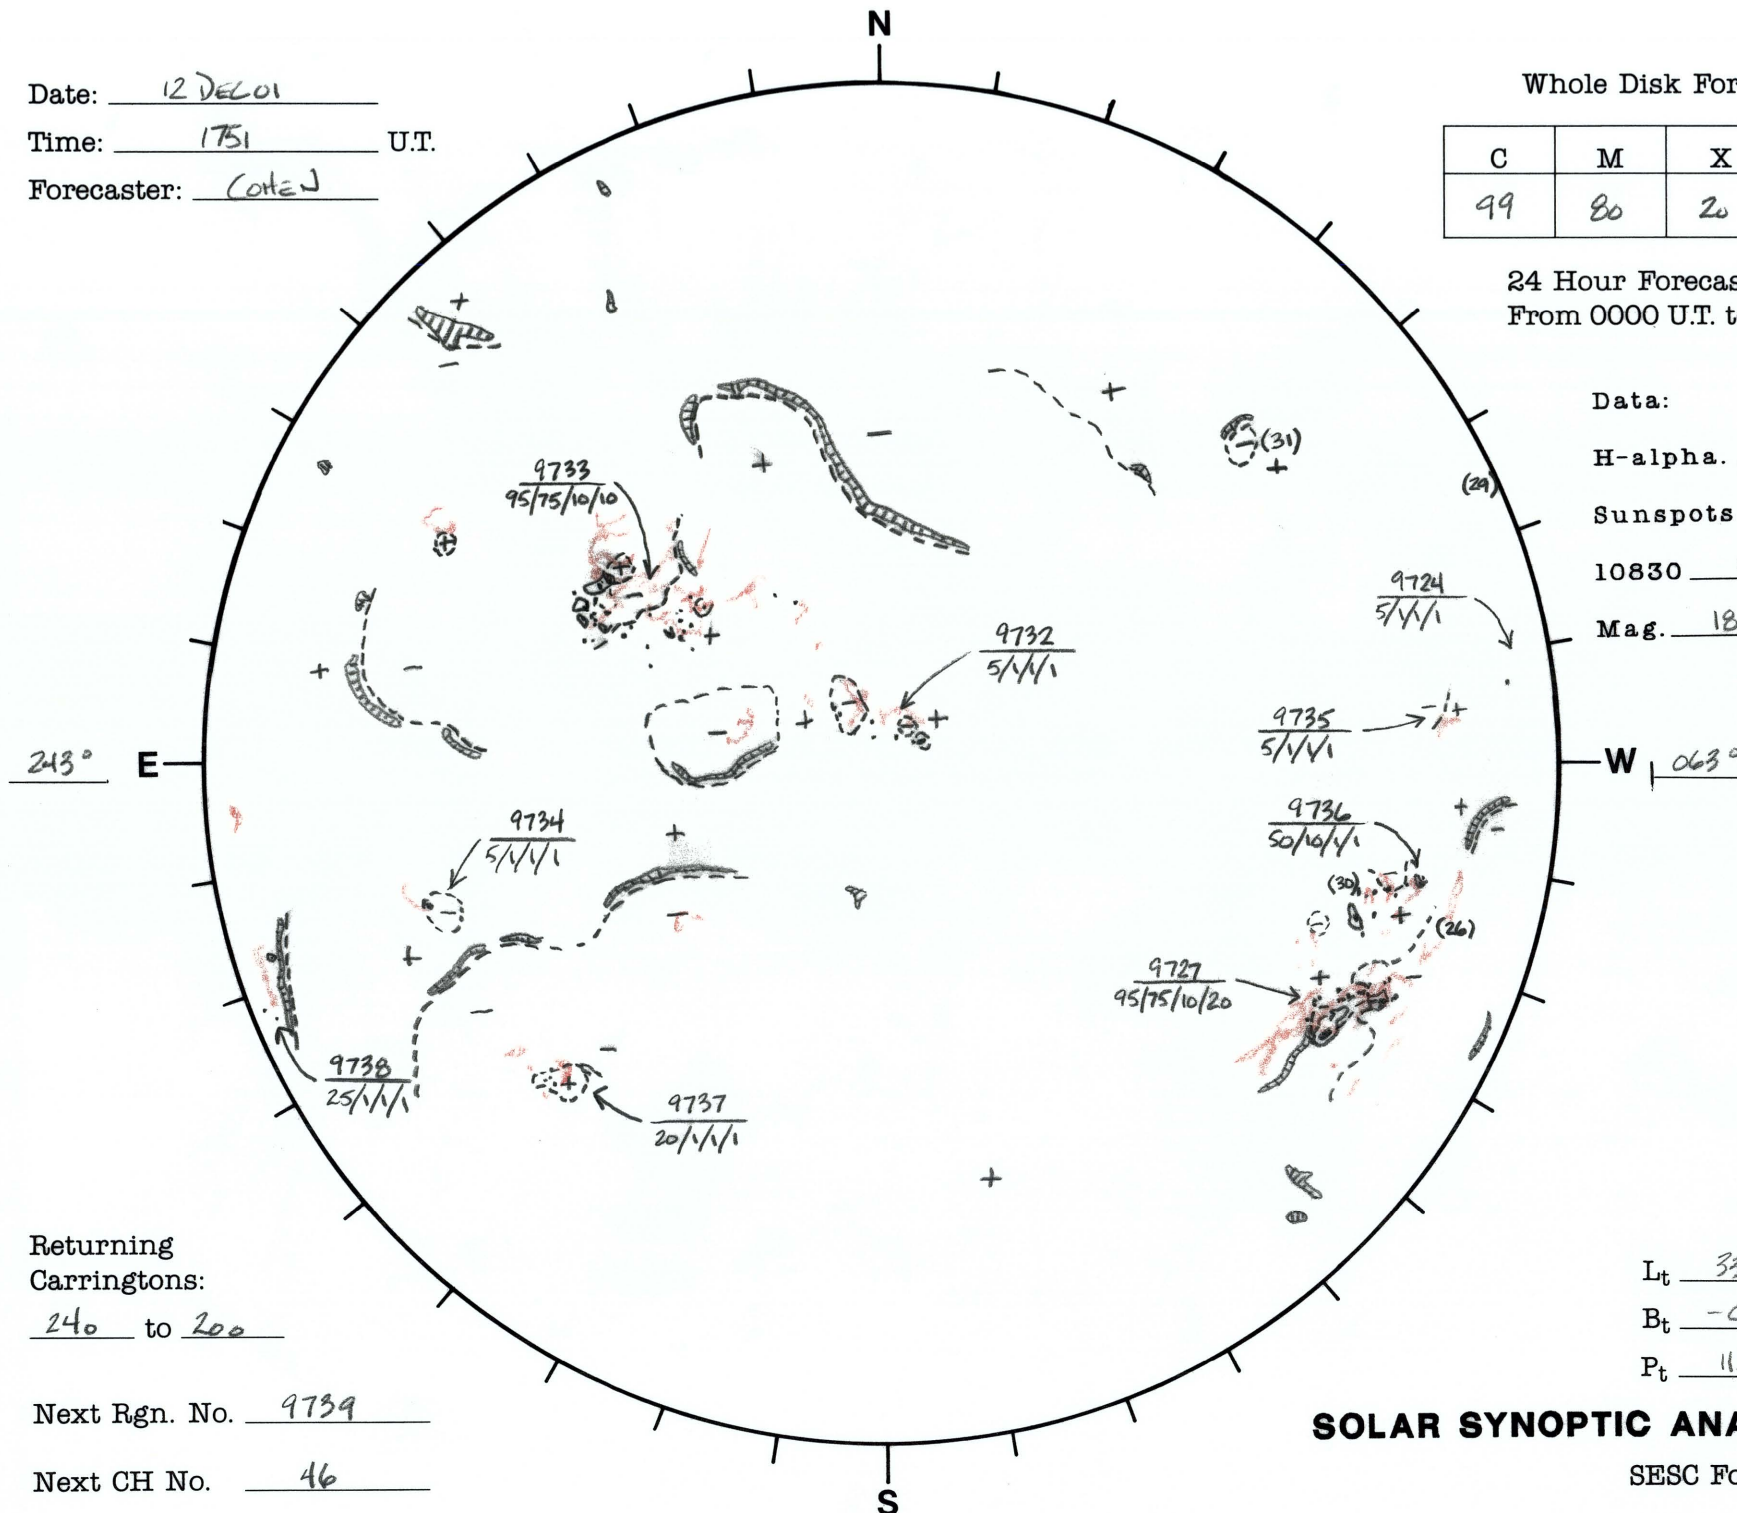 N
Date: 12 DEC 01
Time: 1751 U.T.
Forecaster: COHEN
Whole Disk For
C M X
99 80 20
24 Hour Forecas
From 0000 U.T. t
Data:
H-alpha.
Sunspots
10830
Mag. 18
+
-
+
-
+
(31)
-
+
(29)
9733
95/75/10/10
+
+
-
+
9724
5/1/1/1
9732
5/1/1/1
+
-
-
+
-
-
+
9735
5/1/1/1
-
+
243° E
W 063°
9734
5/1/1/1
+
-
-
9736
50/10/1/1
+
-
(30)
-
+
(26)
-
+
-
9727
95/75/10/20
+
-
9738
25/1/1/1
-
+
9737
20/1/1/1
+
Returning
Carringtons:
240 to 200
Next Rgn. No. 9739
Next CH No. 46
Lt 33
Bt -0
Pt 11
SOLAR SYNOPTIC ANA
SESC Fo
S